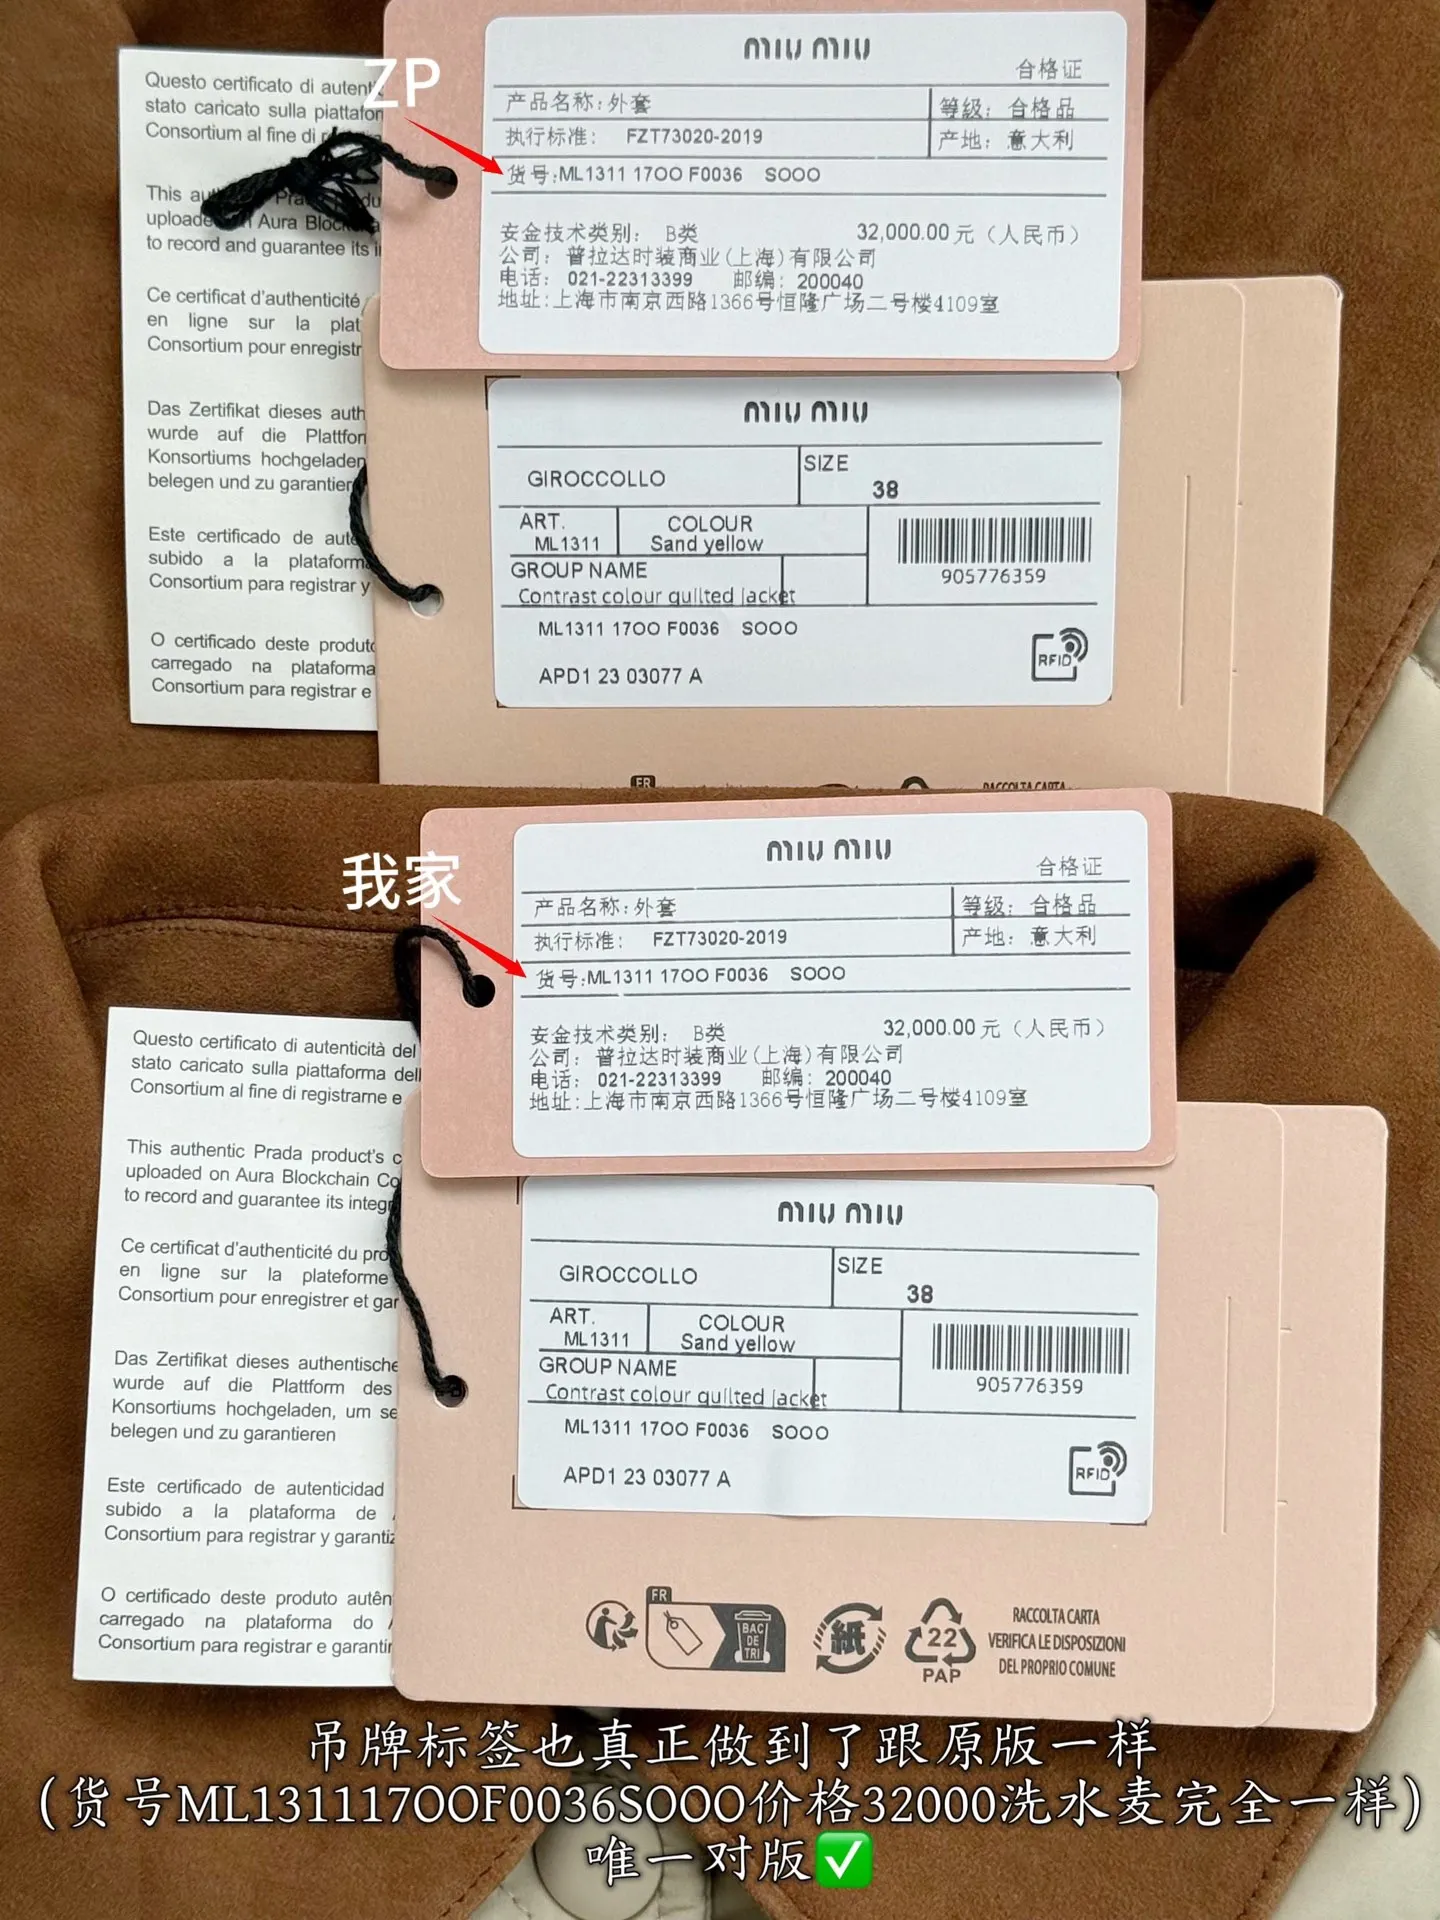 Questo certificato di autent
stato caricato sulla piattafor
Consortium al fine di
This au Pra
uploade n Aura Block
to record and guarantee its i
Ce certificat d'authenticité
en ligne sur la plat
Consortium pour enregistr
Das Zertifikat dieses auth
wurde auf die Plattfor
Konsortiums hochgeladen
belegen und zu garantier
Este certificado de aute
subido a la plataform
Consortium para registrar y
O certificado deste produto
carregado na plataforma
Consortium para registrar e
ZP
miu miu
合格证
产品名称:外套 等级: 合格品
执行标准: FZT73020-2019 产地: 意大利
货号:ML1311 17OO F0036 SOOO
安金技术类别: B类 32,000.00元（人民币）
公司: 普拉达时装商业(上海)有限公司
电话: 021-22313399 邮编: 200040
地址:上海市南京西路1366号恒隆广场二号楼4109室
miu miu
GIROCCOLLO SIZE
38
ART. COLOUR
ML1311 Sand yellow
GROUP NAME
905776359
Contrast colour quilted jacket
ML1311 17OO F0036 SOOO
RFID
APD1 23 03077 A
FR
RACCOLTA CARTA
我家
miu miu
合格证
产品名称:外套 等级: 合格品
执行标准: FZT73020-2019 产地: 意大利
货号:ML1311 17OO F0036 SOOO
安金技术类别: B类 32,000.00元（人民币）
公司: 普拉达时装商业(上海)有限公司
电话: 021-22313399 邮编: 200040
地址:上海市南京西路1366号恒隆广场二号楼4109室
Questo certificato di autenticità del
stato caricato sulla piattaforma dell
Consortium al fine di registrarne e
This authentic Prada product's c
uploaded on Aura Blockchain Co
to record and guarantee its integr
Ce certificat d'authenticité du pro
en ligne sur la plateforme
Consortium pour enregistrer et gar
Das Zertifikat dieses authentische
wurde auf die Plattform des
Konsortiums hochgeladen, um se
belegen und zu garantieren
Este certificado de autenticidad
subido a la plataforma de
Consortium para registrar y garantiz
O certificado deste produto autên
carregado na plataforma do
Consortium para registrar e garantir
miu miu
GIROCCOLLO SIZE
38
ART. COLOUR
ML1311 Sand yellow
GROUP NAME
905776359
Contrast colour quilted jacket
ML1311 17OO F0036 SOOO
RFID
APD1 23 03077 A
FR
BAC
DE
TRI
紙
22
PAP
RACCOLTA CARTA
VERIFICA LE DISPOSIZIONI
DEL PROPRIO COMUNE
吊牌标签也真正做到了跟原版一样
(货号ML131117OOF0036SOOO价格32000洗水麦完全一样)
唯一对版✅